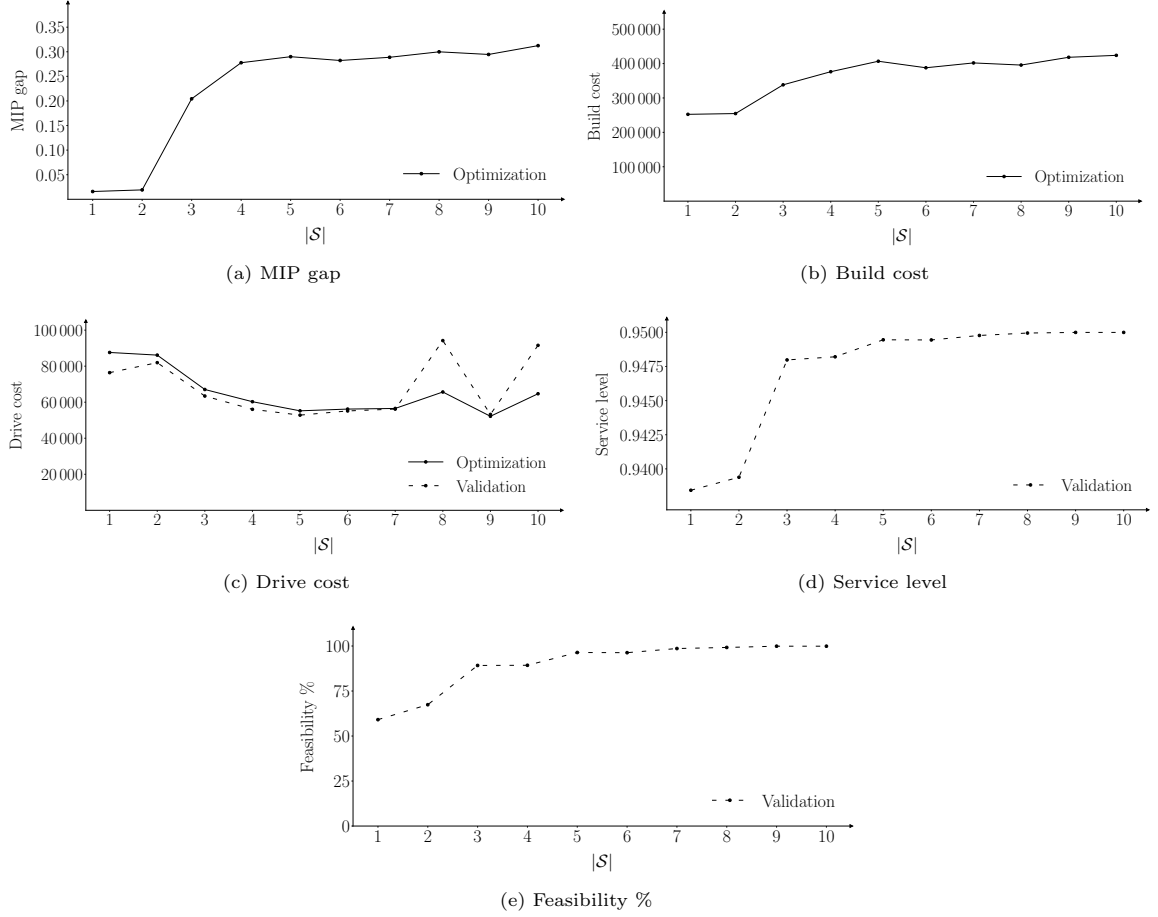 0.35
0.30
0.25
0.20
0.15
0.10
0.05
MIP gap
Optimization
1 2 3 4 5 6 7 8 9 10
|S|
(a) MIP gap
500 000
400 000
300 000
200 000
100 000
Build cost
Optimization
1 2 3 4 5 6 7 8 9 10
|S|
(b) Build cost
100 000
80 000
60 000
40 000
20 000
Drive cost
Optimization
Validation
1 2 3 4 5 6 7 8 9 10
|S|
(c) Drive cost
0.9500
0.9475
0.9450
0.9425
0.9400
Service level
Validation
1 2 3 4 5 6 7 8 9 10
|S|
(d) Service level
100
75
50
25
0
Feasibility %
Validation
1 2 3 4 5 6 7 8 9 10
|S|
(e) Feasibility %